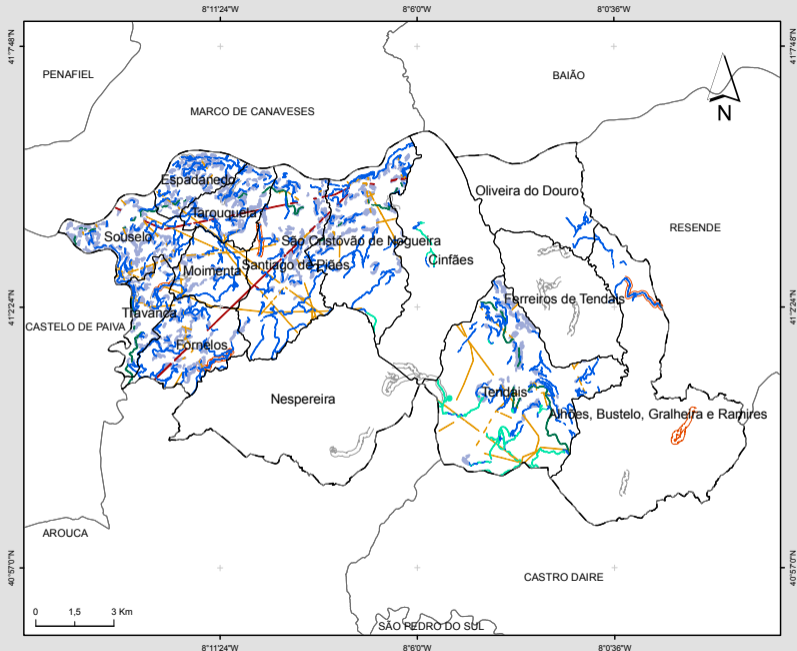 8°11'24"W
8°6'0"W
8°0'36"W
41°7'48"N
41°7'48"N
PENAFIEL
BAIÃO
MARCO DE CANAVESES
N
Espadanedo
Oliveira do Douro
Tarouquela
RESENDE
Souselo
São Cristovão de Nogueira
Cinfães
Moimenta
Santiago de Piães
Ferreiros de Tendais
41°2'24"N
41°2'24"N
Travanca
CASTELO DE PAIVA
Fornelos
Tendais
Nespereira
Alhões, Bustelo, Gralheira e Ramires
AROUCA
40°57'0"N
40°57'0"N
CASTRO DAIRE
0
1,5
3 Km
SÃO PEDRO DO SUL
8°11'24"W
8°6'0"W
8°0'36"W